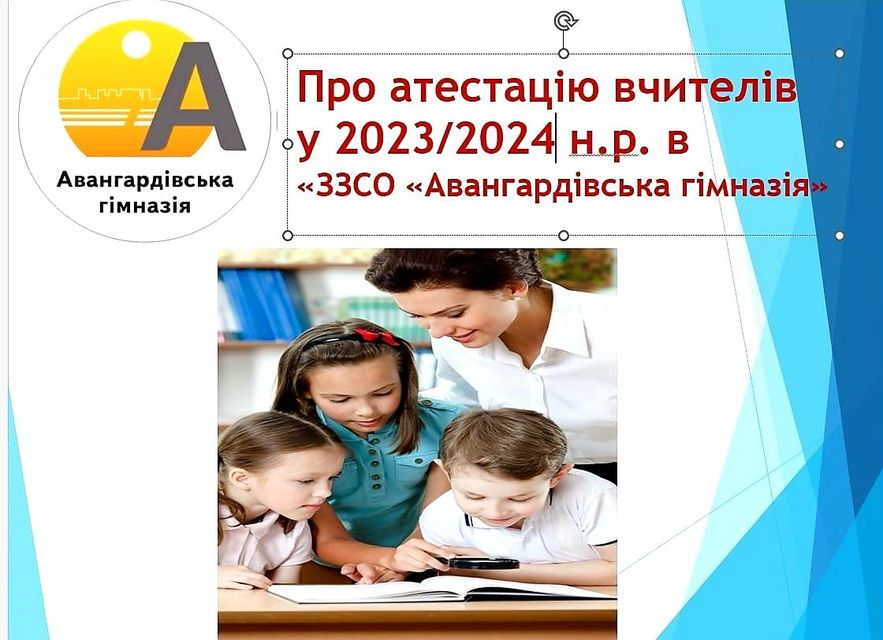 Авангардівська
гімназія
Про атестацію вчителів
у 2023/2024 н.р. в
«ЗЗСО «Авангардівська гімназія»